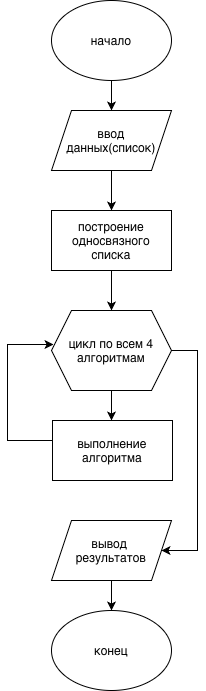 начало
ввод
данных(список)
построение
односвязного
списка
цикл по всем 4
алгоритмам
выполнение
алгоритма
вывод
результатов
конец